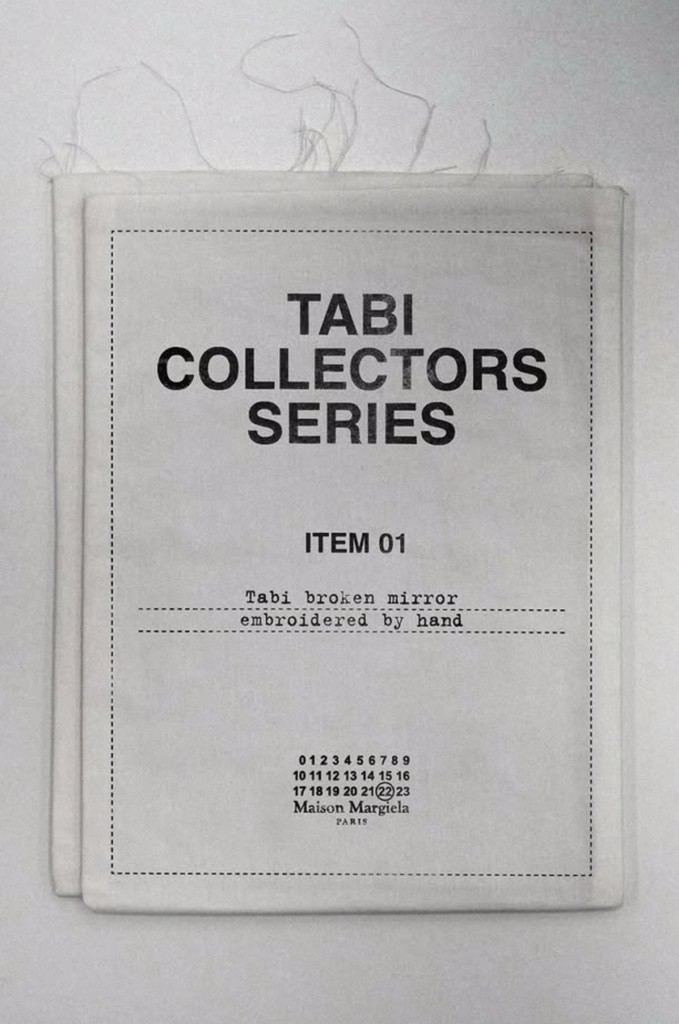 TABI
COLLECTORS
SERIES
ITEM 01
Tabi broken mirror
embroidered by hand
0 1 2 3 4 5 6 7 8 9
10 11 12 13 14 15 16
17 18 19 20 21 22 23
Maison Margiela
PARIS